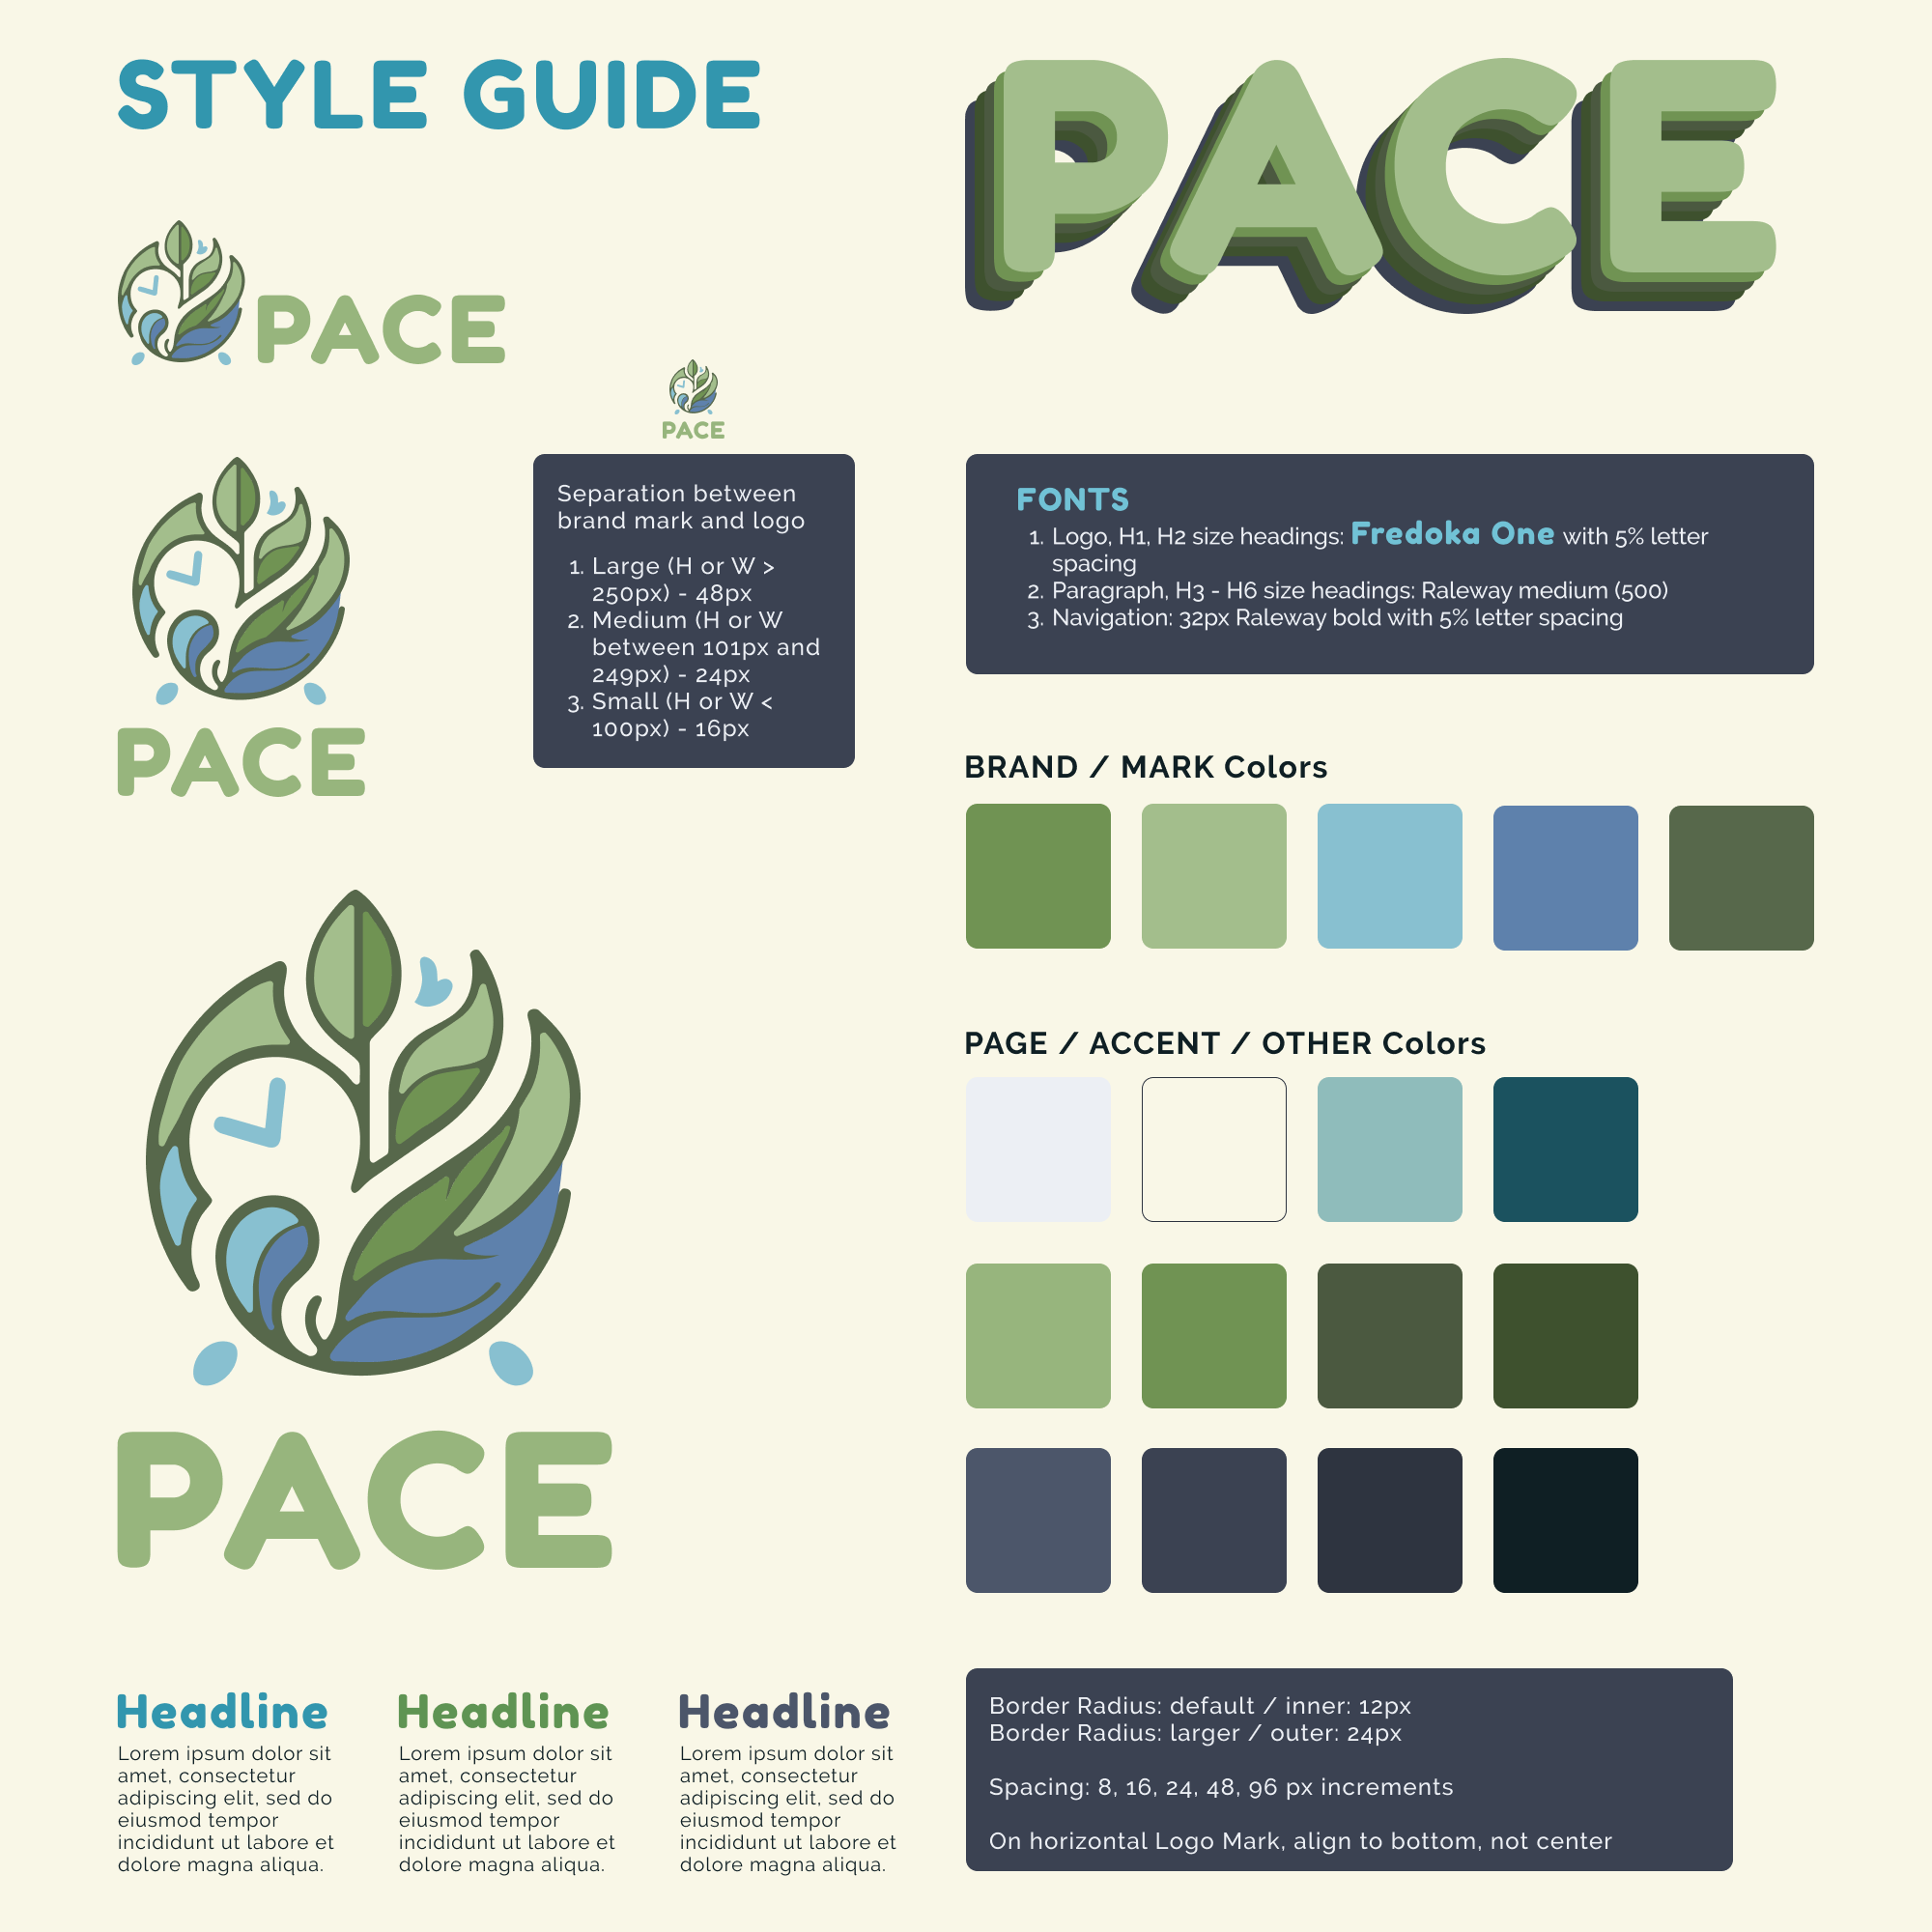 STYLE GUIDE
PACE
PACE
PACE
PACE
Separation between
brand mark and logo
1. Large (H or W >
250px) - 48px
2. Medium (H or W
between 101px and
249px) - 24px
3. Small (H or W <
100px) - 16px
PACE
Headline
Lorem ipsum dolor sit
amet, consectetur
adipiscing elit, sed do
eiusmod tempor
incididunt ut labore et
dolore magna aliqua.
Headline
Lorem ipsum dolor sit
amet, consectetur
adipiscing elit, sed do
eiusmod tempor
incididunt ut labore et
dolore magna aliqua.
Headline
Lorem ipsum dolor sit
amet, consectetur
adipiscing elit, sed do
eiusmod tempor
incididunt ut labore et
dolore magna aliqua.
FONTS
1. Logo, H1, H2 size headings: Fredoka One with 5% letter
spacing
2. Paragraph, H3 - H6 size headings: Raleway medium (500)
3. Navigation: 32px Raleway bold with 5% letter spacing
BRAND / MARK Colors
PAGE / ACCENT / OTHER Colors
Border Radius: default / inner: 12px
Border Radius: larger / outer: 24px
Spacing: 8, 16, 24, 48, 96 px increments
On horizontal Logo Mark, align to bottom, not center